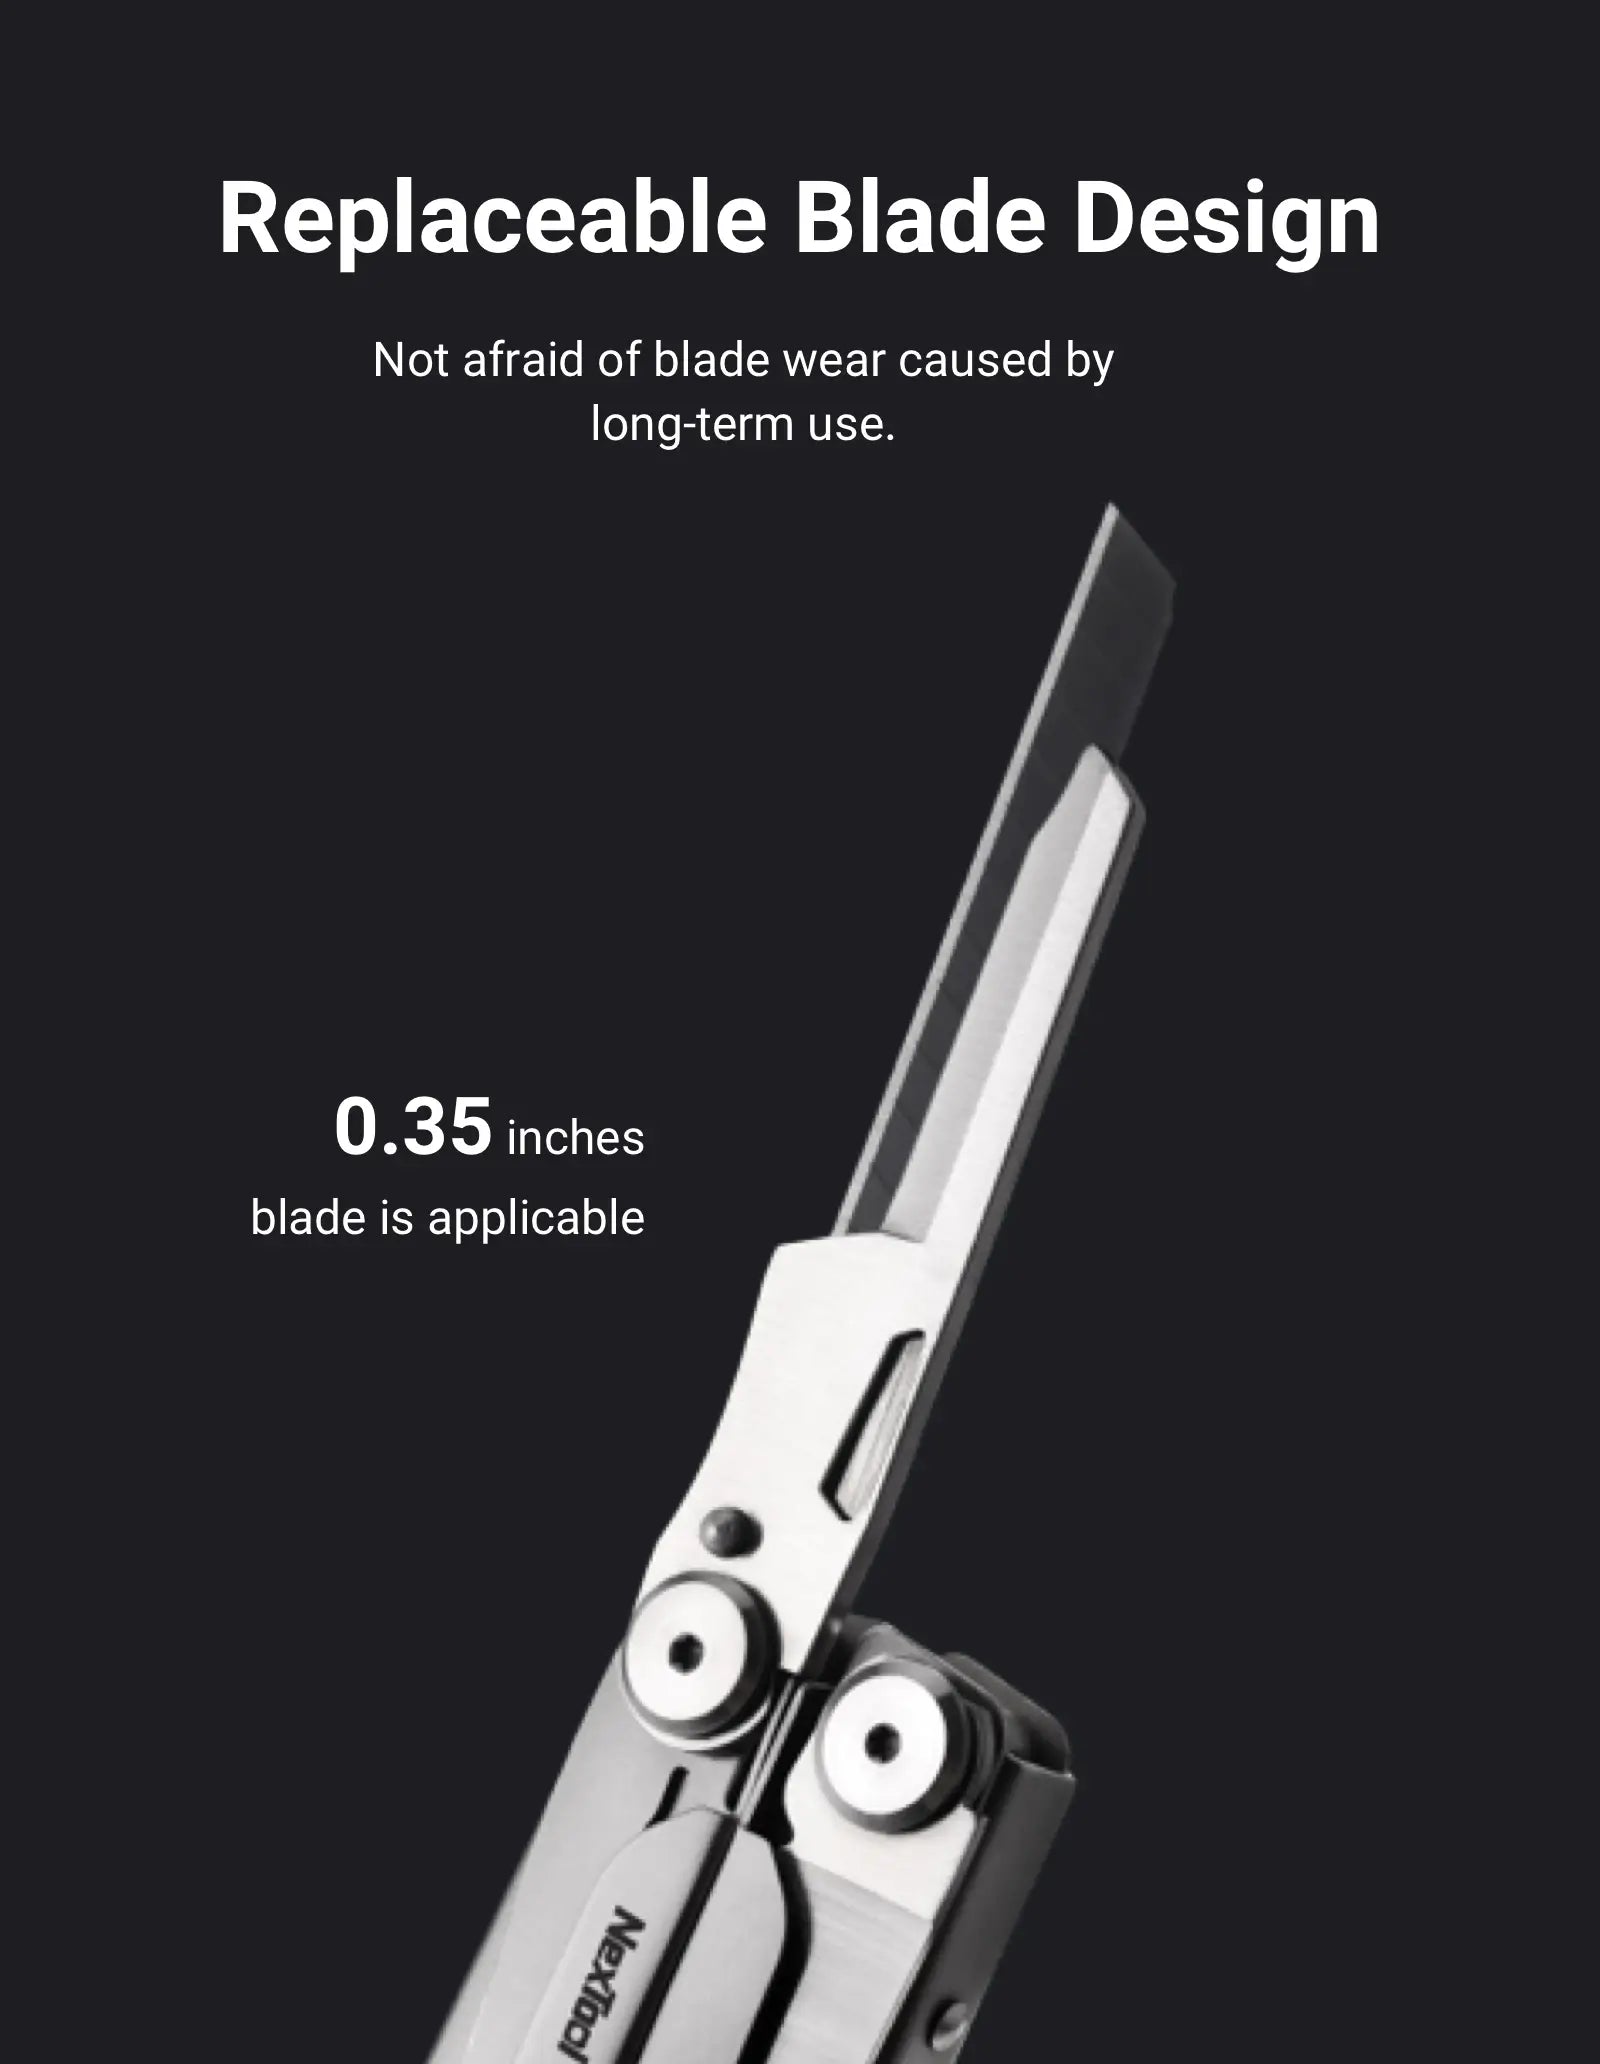 Replaceable Blade Design
Not afraid of blade wear caused by
long-term use.
0.35 inches
blade is applicable
NexTool